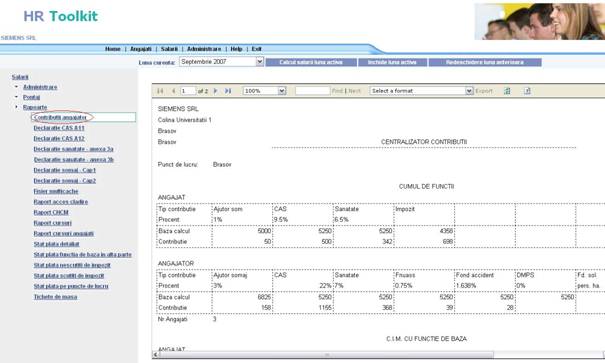 HR Toolkit
SIEMENS SRL
Home | Angajati | Salarii | Administrare | Help | Exit
Luna curenta: Septembrie 2007 Calcul salarii luna activa Inchide luna activa Redeschidere luna anterioara
Salarii
Administrare
Pontaj
Rapoarte
Contributii angajator
Declaratie CAS A11
Declaratie CAS A12
Declaratie sanatate - anexa 3a
Declaratie sanatate - anexa 3b
Declaratie somaj - Cap1
Declaratie somaj - Cap2
Fisier nusificache
Raport acces cladire
Raport CHCM
Raport cursuri
Raport cursuri angajati
Stat plata detaliat
Stat plata functia de baza in alta parte
Stat plata nescutiti de impozit
Stat plata scutiti de impozit
Stat plata pe puncte de lucru
Tichete de masa
1 of 2 100% Find | Next Select a format Export
SIEMENS SRL
Colina Universitatii 1
Brasov
Brasov CENTRALIZATOR CONTRIBUTII
Punct de lucru: Brasov
CUMUL DE FUNCTII
ANGAJAT
Tip contributie Ajutor som CAS Sanatate Impozit
Procent 1% 9.5% 6.5%
Baza calcul 5000 5250 5250 4358
Contributie 50 500 342 698
ANGAJATOR
Tip contributie Ajutor somaj CAS Sanatate Fnuass Fond accident DMPS Fd. sol
Procent 3% 22% 7% 0.75% 1.638% 0% pers. ha
Baza calcul 6825 5250 5250 5250 5250 5250
Contributie 158 1155 368 39 28
Nr.Angajati 3
C.I.M. CU FUNCTIE DE BAZA
ANGAJAT